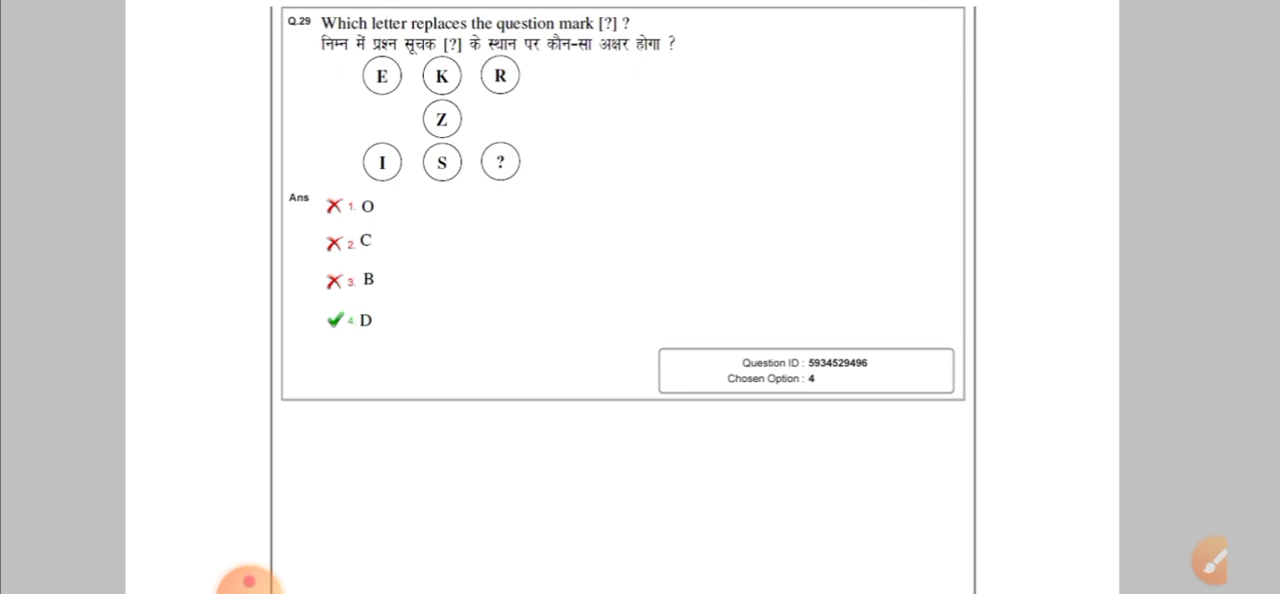 Q.29 Which letter replaces the question mark [?] ?
निम्न में प्रश्न सूचक [?] के स्थान पर कौन-सा अक्षर होगा ?
E K R
Z
I S ?
Ans
1. O
2. C
3. B
4. D
Question ID : 5934529496
Chosen Option : 4